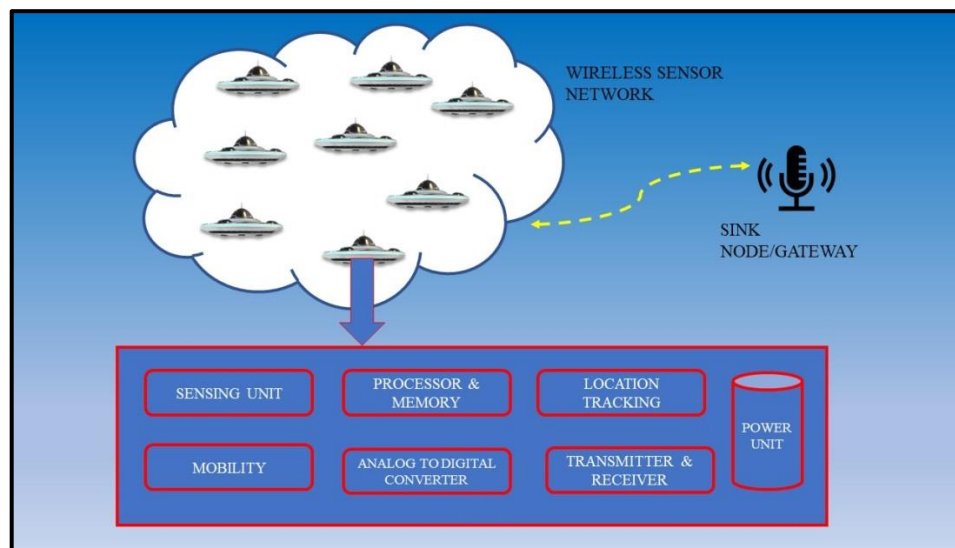 WIRELESS SENSOR
NETWORK
SINK
NODE/GATEWAY
SENSING UNIT
PROCESSOR &
MEMORY
LOCATION
TRACKING
POWER
UNIT
MOBILITY
ANALOG TO DIGITAL
CONVERTER
TRANSMITTER &
RECEIVER